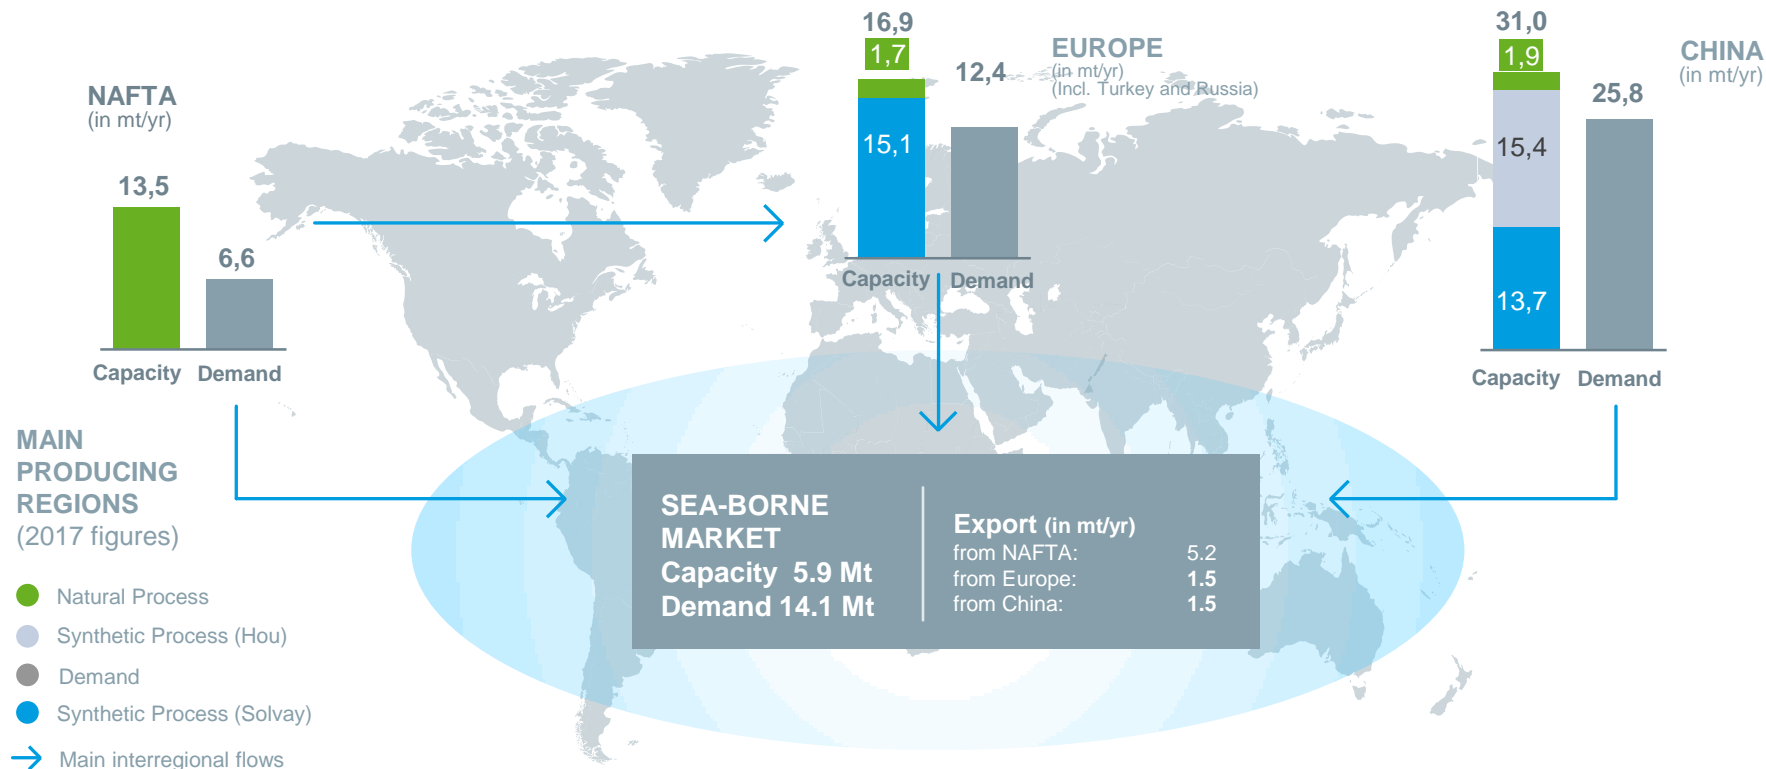 NAFTA
(in mt/yr)
13,5
6,6
Capacity Demand
16,9
1,7
15,1
12,4
Capacity Demand
EUROPE
(in mt/yr)
(Incl. Turkey and Russia)
31,0
1,9
15,4
13,7
25,8
Capacity Demand
CHINA
(in mt/yr)
MAIN
PRODUCING
REGIONS
(2017 figures)
Natural Process
Synthetic Process (Hou)
Demand
Synthetic Process (Solvay)
Main interregional flows
SEA-BORNE
MARKET
Capacity 5.9 Mt
Demand 14.1 Mt
Export (in mt/yr)
from NAFTA: 5.2
from Europe: 1.5
from China: 1.5